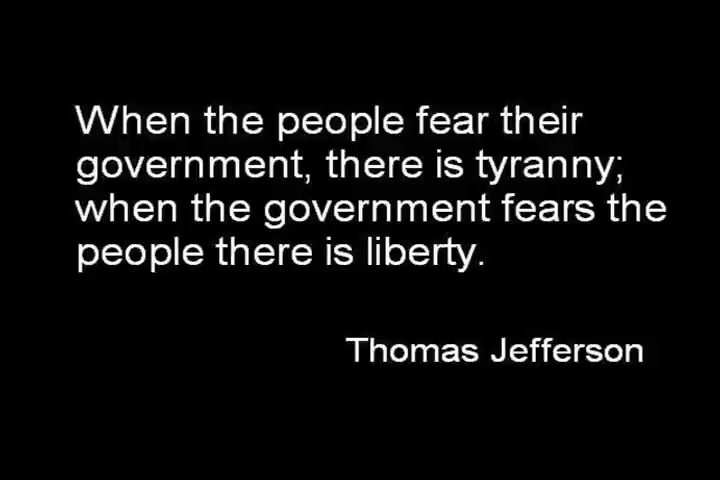 When the people fear their
government, there is tyranny;
when the government fears the
people there is liberty.
Thomas Jefferson